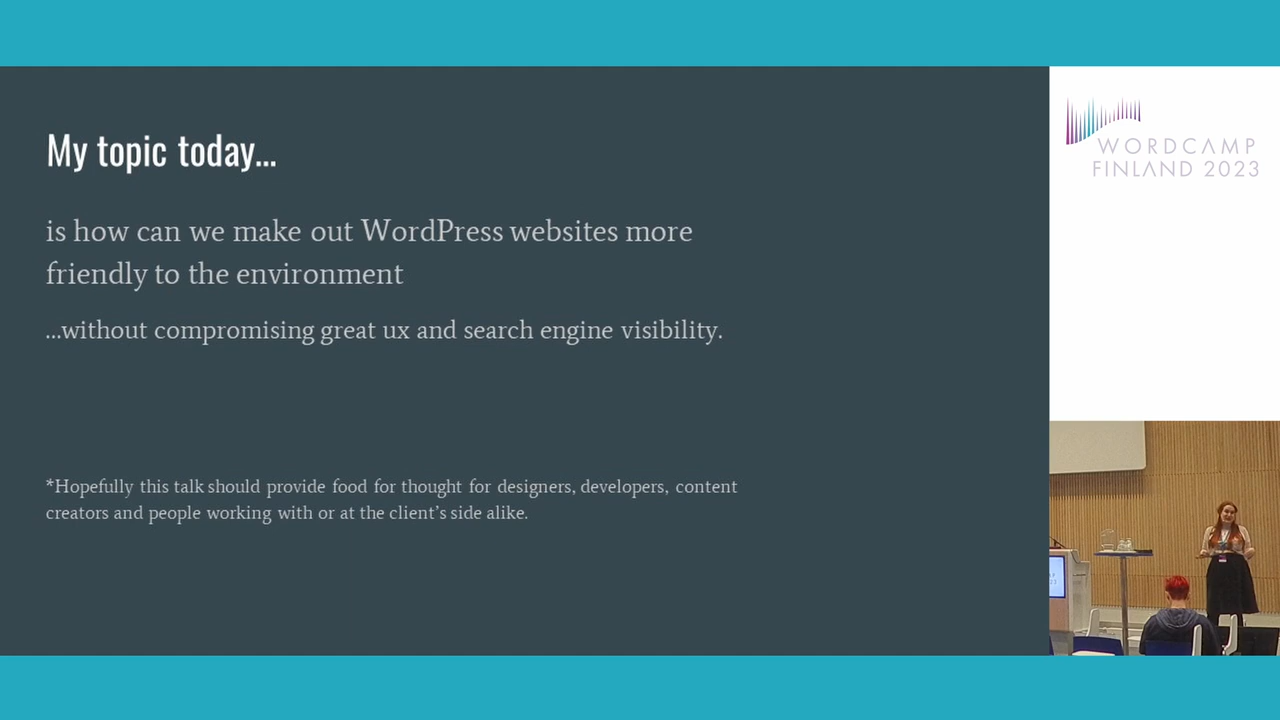 My topic today...
is how can we make out WordPress websites more
friendly to the environment
...without compromising great ux and search engine visibility.
*Hopefully this talk should provide food for thought for designers, developers, content
creators and people working with or at the client's side alike.
WORDCAMP
FINLAND 2023